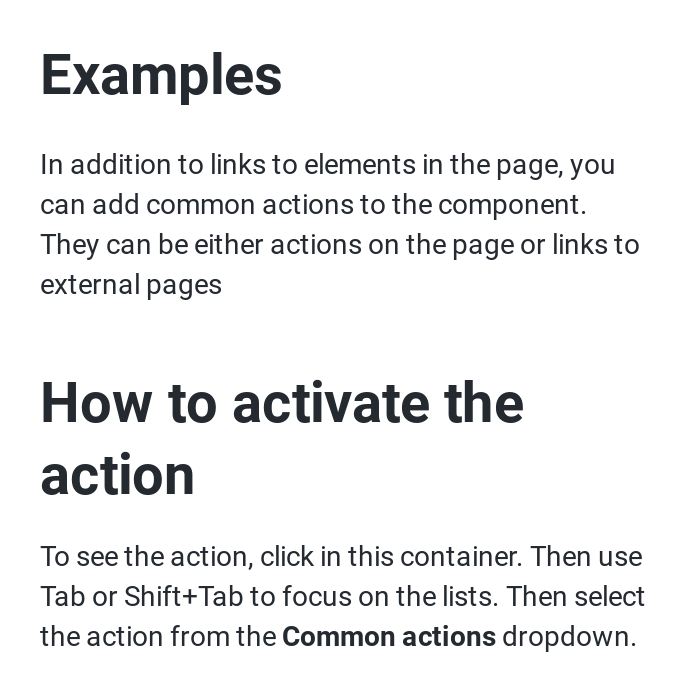 Examples
In addition to links to elements in the page, you
can add common actions to the component.
They can be either actions on the page or links to
external pages
How to activate the
action
To see the action, click in this container. Then use
Tab or Shift+Tab to focus on the lists. Then select
the action from the Common actions dropdown.